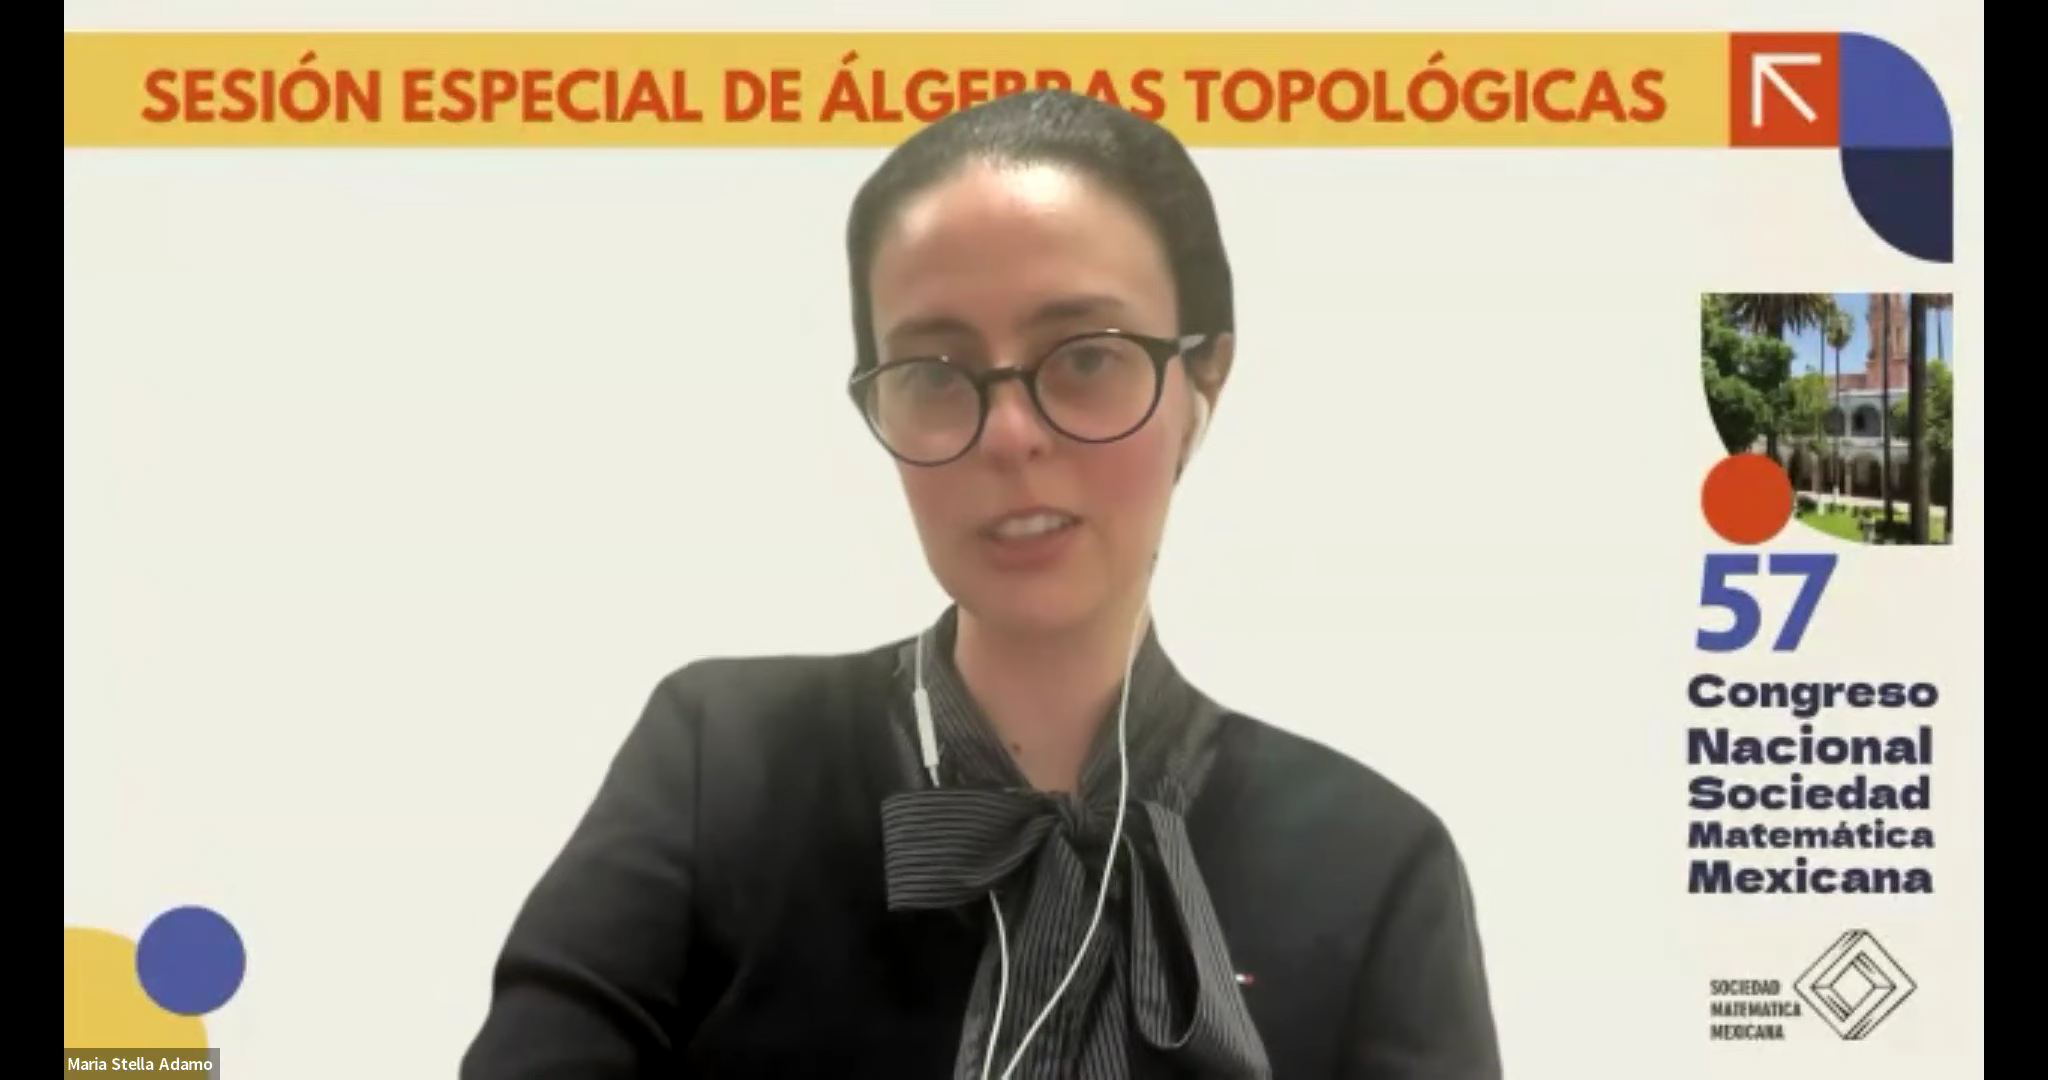 SESIÓN ESPECIAL DE ÁLGEBRAS TOPOLÓGICAS
57
Congreso
Nacional
Sociedad
Matemática
Mexicana
SOCIEDAD
MATEMATICA
MEXICANA
Maria Stella Adamo